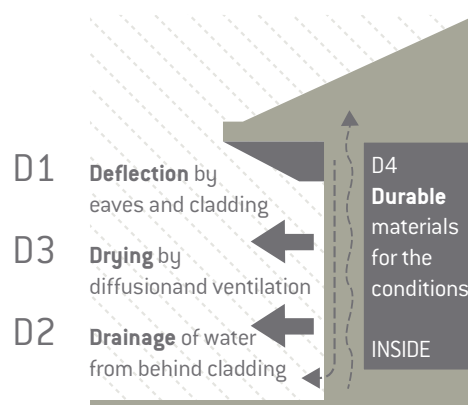 D1
Deflection by
eaves and cladding
D3
Drying by
diffusionand ventilation
D2
Drainage of water
from behind cladding
D4
Durable
materials
for the
conditions
INSIDE